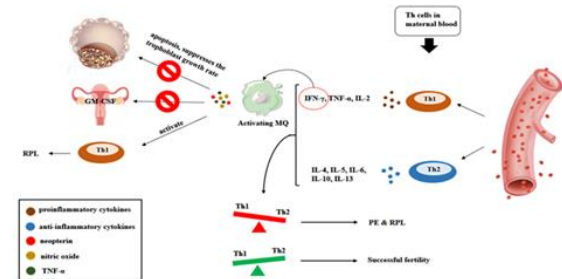 Th cells in
maternal blood
apoptosis, suppresses the
trophoblast growth rate
GM-CSF
activate
Th1
RPL
Activating MQ
IFN-γ, TNF-α, IL-2
Th1
IL-4, IL-5, IL-6,
IL-10, IL-13
Th2
Th1 Th2
PE & RPL
Th1 Th2
Successful fertility
proinflammatory cytokines
anti-inflammatory cytokines
neopterin
nitric oxide
TNF-α